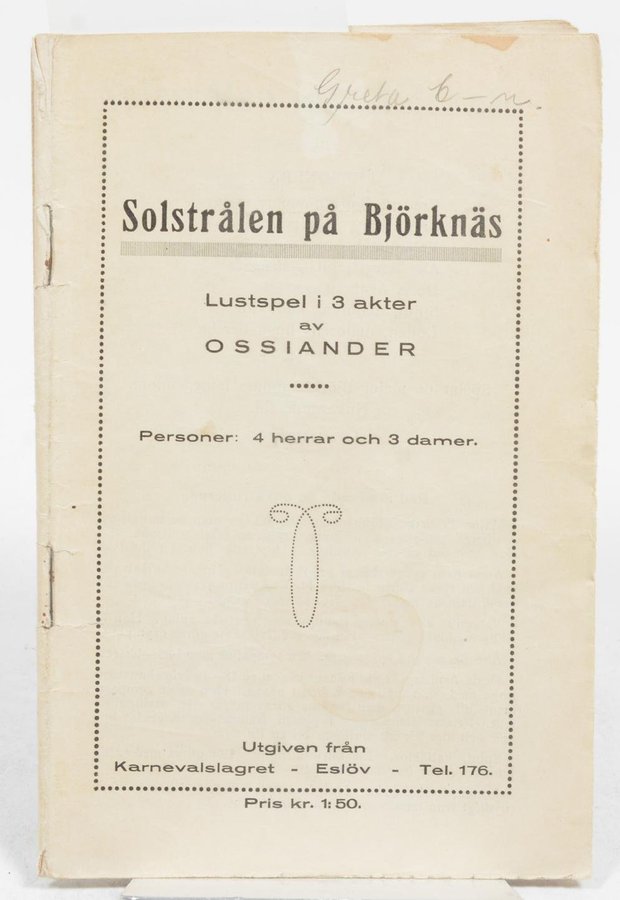 Greta C-n.
Solstrålen på Björknäs
Lustspel i 3 akter
av
OSSIANDER
Personer: 4 herrar och 3 damer.
Utgiven från
Karnevalslagret - Eslöv - Tel. 176.
Pris kr. 1:50.